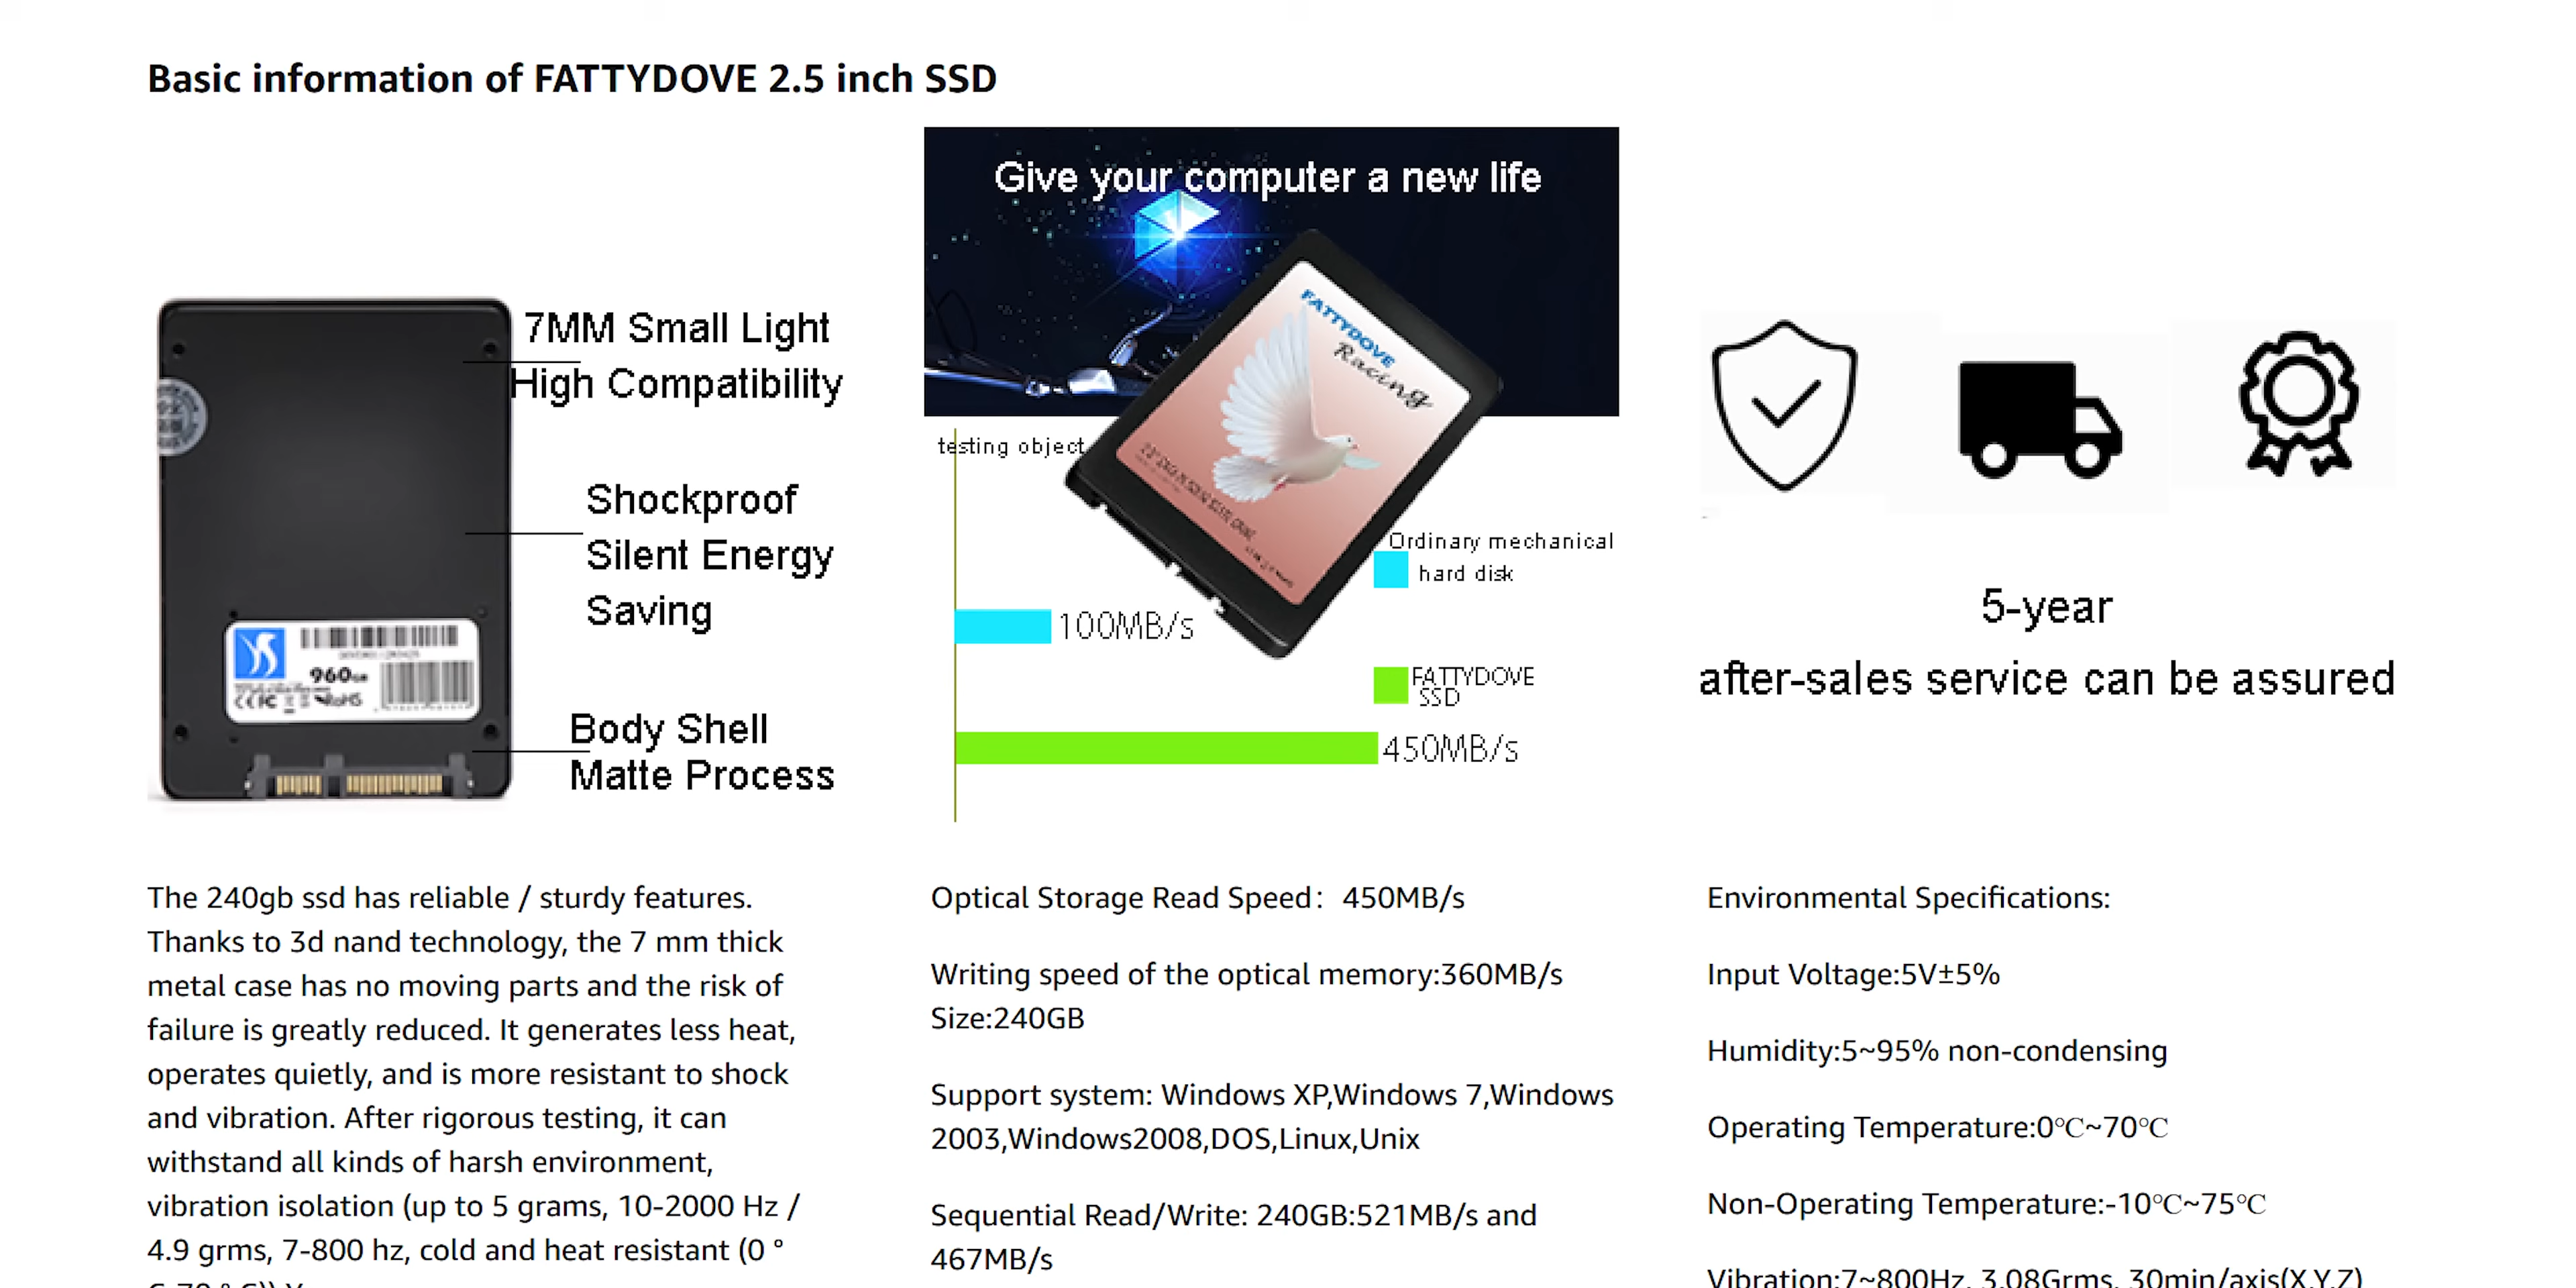 Basic information of FATTYDOVE 2.5 inch SSD
7MM Small Light
High Compatibility
Shockproof
Silent Energy
Saving
960GB
RoHS
Body Shell
Matte Process
Give your computer a new life
FATTYDOVE
Racing
testing object
Ordinary mechanical
hard disk
100MB/s
FATTYDOVE
SSD
450MB/s
5-year
after-sales service can be assured
The 240gb ssd has reliable / sturdy features.
Thanks to 3d nand technology, the 7 mm thick
metal case has no moving parts and the risk of
failure is greatly reduced. It generates less heat,
operates quietly, and is more resistant to shock
and vibration. After rigorous testing, it can
withstand all kinds of harsh environment,
vibration isolation (up to 5 grams, 10-2000 Hz /
4.9 grms, 7-800 hz, cold and heat resistant (0 °
Optical Storage Read Speed：450MB/s
Writing speed of the optical memory:360MB/s
Size:240GB
Support system: Windows XP,Windows 7,Windows
2003,Windows2008,DOS,Linux,Unix
Sequential Read/Write: 240GB:521MB/s and
467MB/s
Environmental Specifications:
Input Voltage:5V±5%
Humidity:5~95% non-condensing
Operating Temperature:0℃~70℃
Non-Operating Temperature:-10℃~75℃
Vibration:7~800Hz, 3.08Grms, 30min/axis(X,Y,Z)